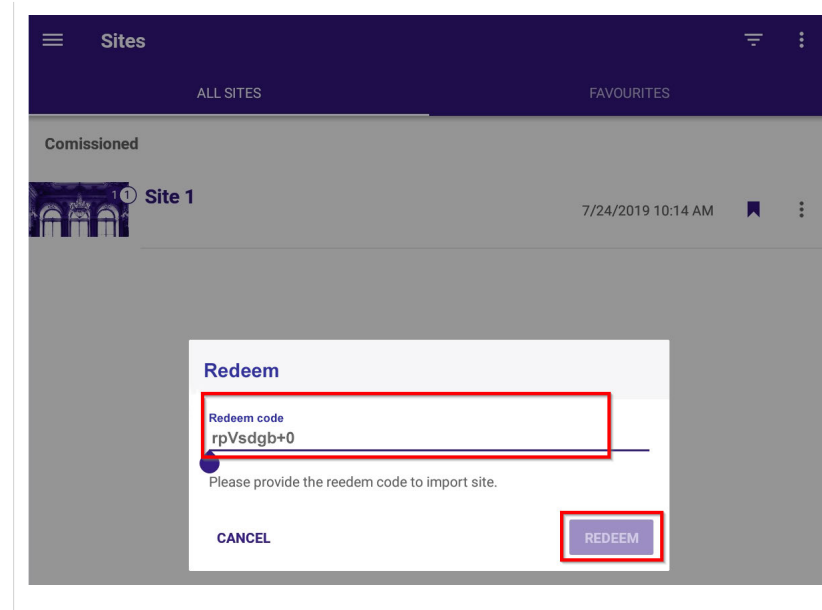 Sites
ALL SITES FAVOURITES
Comissioned
1 1 Site 1
7/24/2019 10:14 AM
Redeem
Redeem code
rpVsdgb+0
Please provide the reedem code to import site.
CANCEL REDEEM